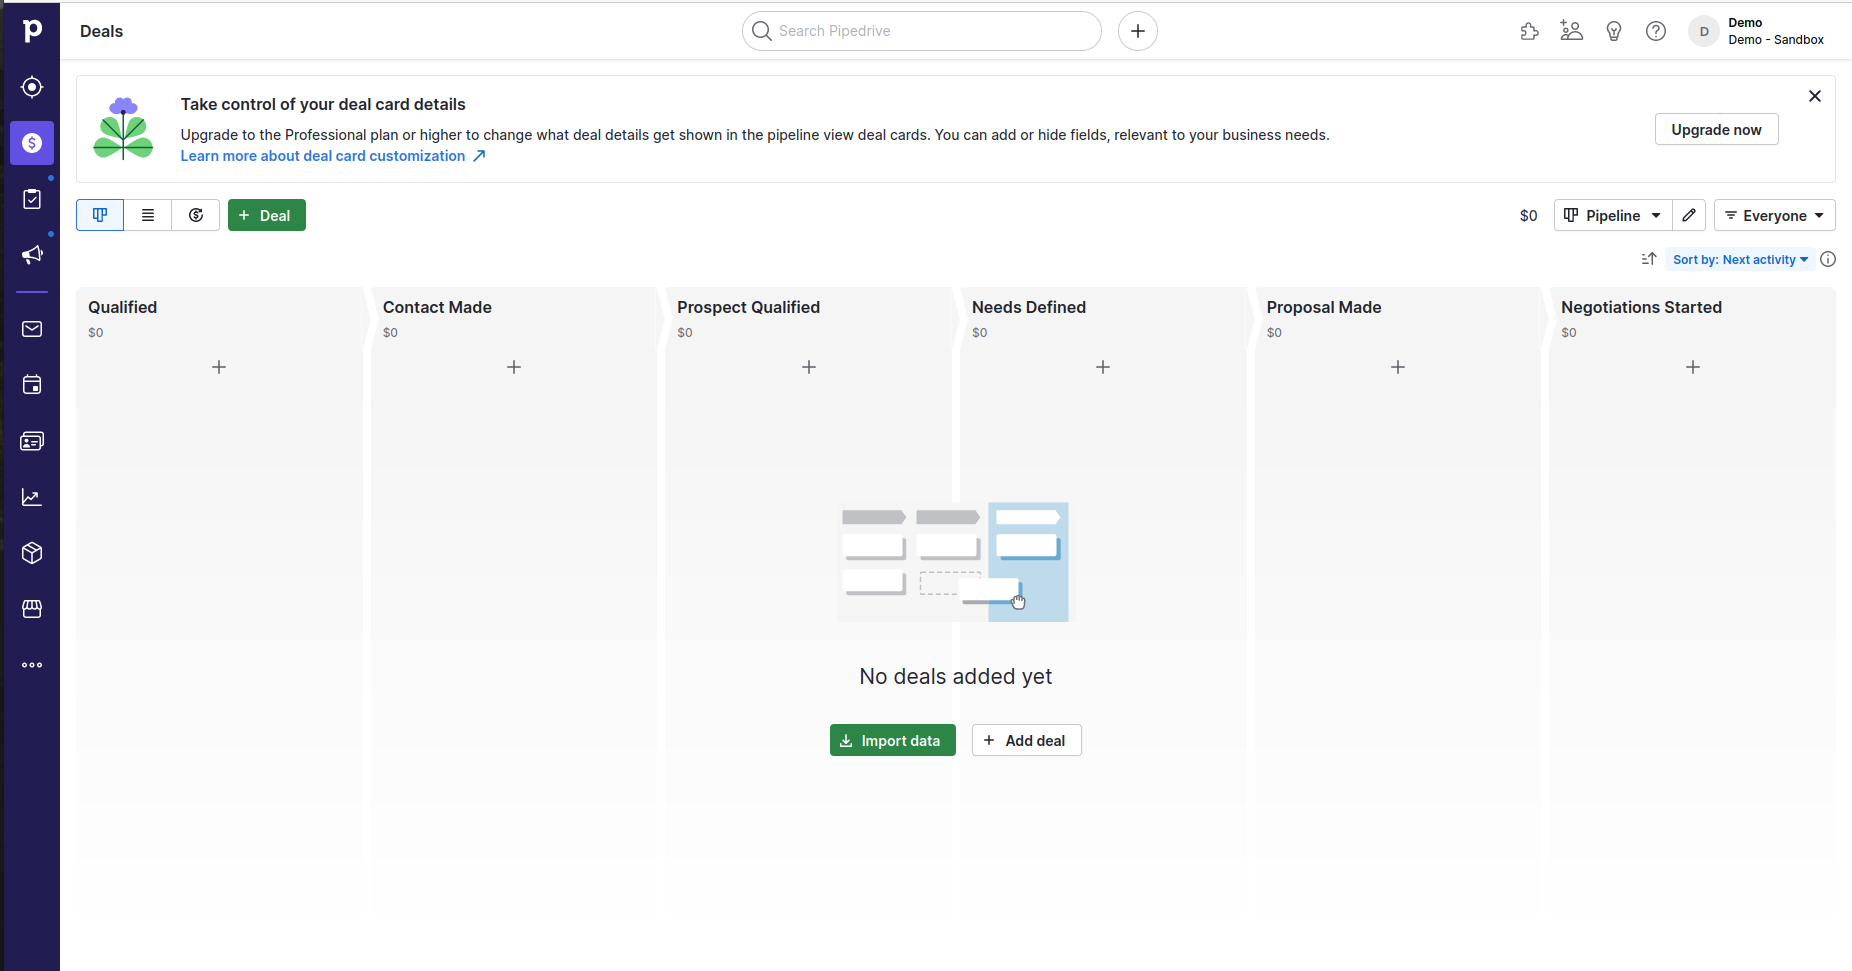 p
Deals
Search Pipedrive
D
Demo
Demo - Sandbox
Take control of your deal card details
Upgrade to the Professional plan or higher to change what deal details get shown in the pipeline view deal cards. You can add or hide fields, relevant to your business needs.
Learn more about deal card customization
Upgrade now
+ Deal
$0
Pipeline
Everyone
Sort by: Next activity
Qualified
$0
Contact Made
$0
Prospect Qualified
$0
Needs Defined
$0
Proposal Made
$0
Negotiations Started
$0
No deals added yet
Import data
+ Add deal